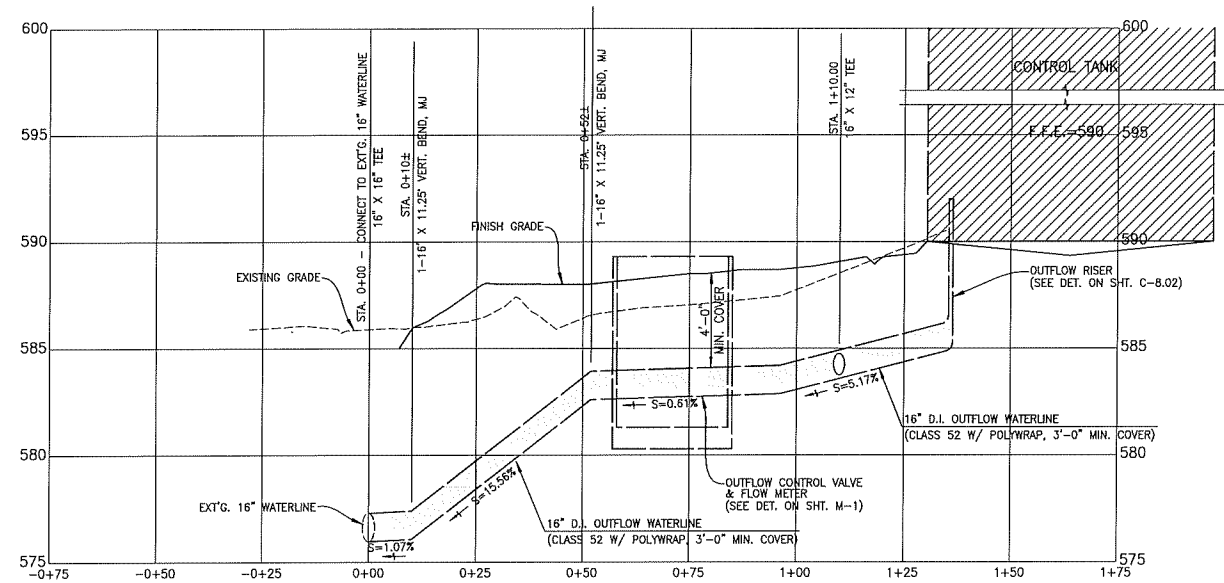 600
595
590
585
580
575
STA. 0+00 - CONNECT TO EXT'G. 16" WATERLINE
16" X 16" TEE
STA. 0+10±
1-16" X 11.25° VERT. BEND, MJ
STA. 0+52±
1-16" X 11.25° VERT. BEND, MJ
STA. 1+10.00
16" X 12" TEE
CONTROL TANK
F.F.E.=590
FINISH GRADE
EXISTING GRADE
4'-0"
MIN. COVER
OUTFLOW RISER
(SEE DET. ON SHT. C-8.02)
S=0.61%
S=5.17%
S=15.56%
S=1.07%
16" D.I. OUTFLOW WATERLINE
(CLASS 52 W/ POLYWRAP, 3'-0" MIN. COVER)
OUTFLOW CONTROL VALVE
& FLOW METER
(SEE DET. ON SHT. M-1)
EXT'G. 16" WATERLINE
16" D.I. OUTFLOW WATERLINE
(CLASS 52 W/ POLYWRAP, 3'-0" MIN. COVER)
600
595
590
585
580
575
-0+75
-0+50
-0+25
0+00
0+25
0+50
0+75
1+00
1+25
1+50
1+75